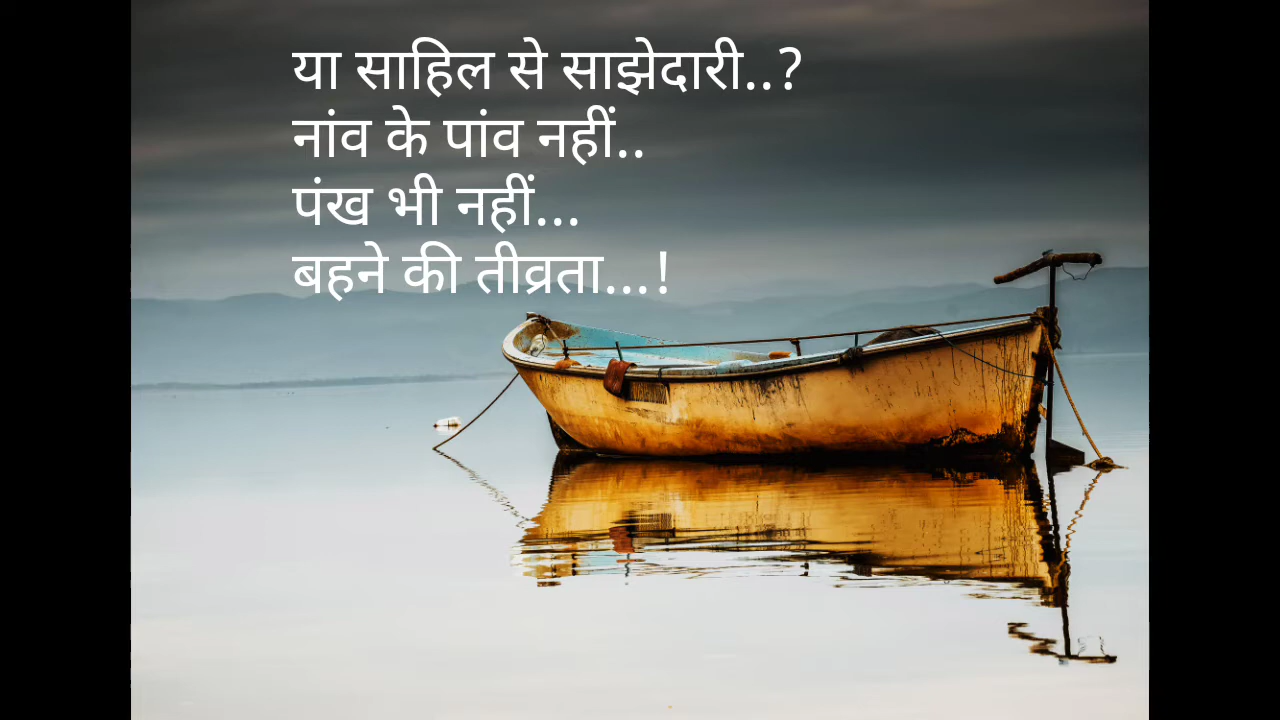 या साहिल से साझेदारी..?
नांव के पांव नहीं..
पंख भी नहीं...
बहने की तीव्रता...!